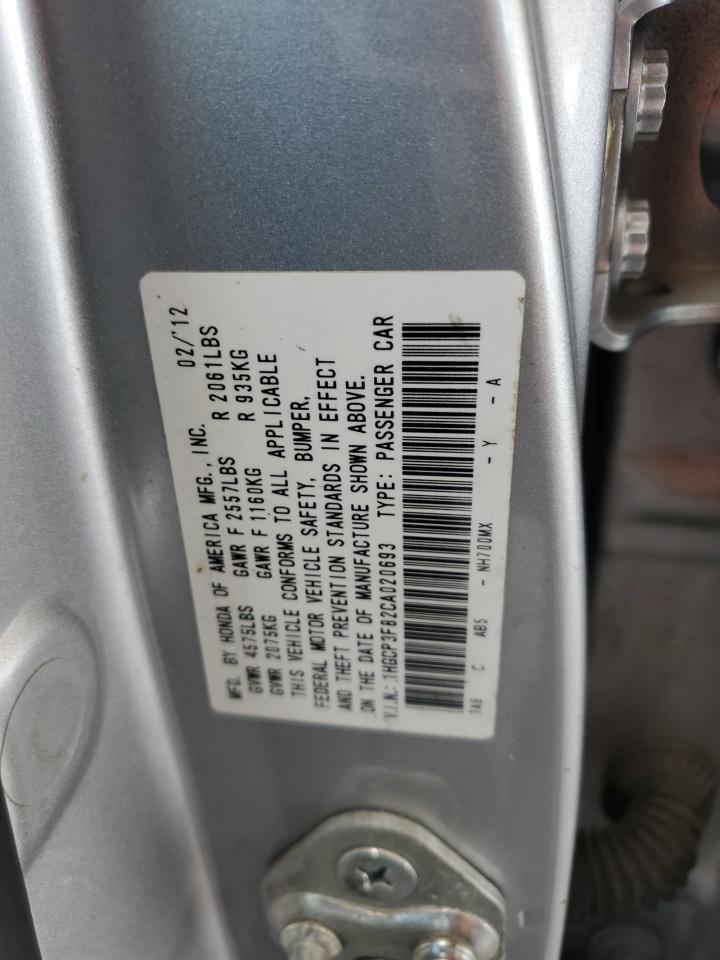 MFD. BY HONDA OF AMERICA MFG., INC. 02/'12
GVWR 4575LBS GAWR F 2557LBS R 2061LBS
GVWR 2075KG GAWR F 1160KG R 935KG
THIS VEHICLE CONFORMS TO ALL APPLICABLE
FEDERAL MOTOR VEHICLE SAFETY, BUMPER,
AND THEFT PREVENTION STANDARDS IN EFFECT
ON THE DATE OF MANUFACTURE SHOWN ABOVE.
V.I.N.: 1HGCP3F82CA020693 TYPE: PASSENGER CAR
TA6 C AB5 - NH700MX - Y - A